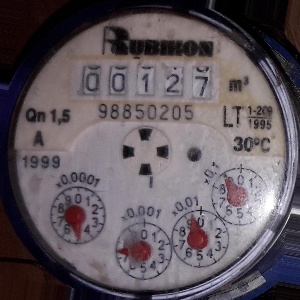 RUBIKON
00127 m³
98850205
Qn 1,5
A
1999
LT 1-209
1995
30°C
x0,0001
x0,001
x0,01
x0,1